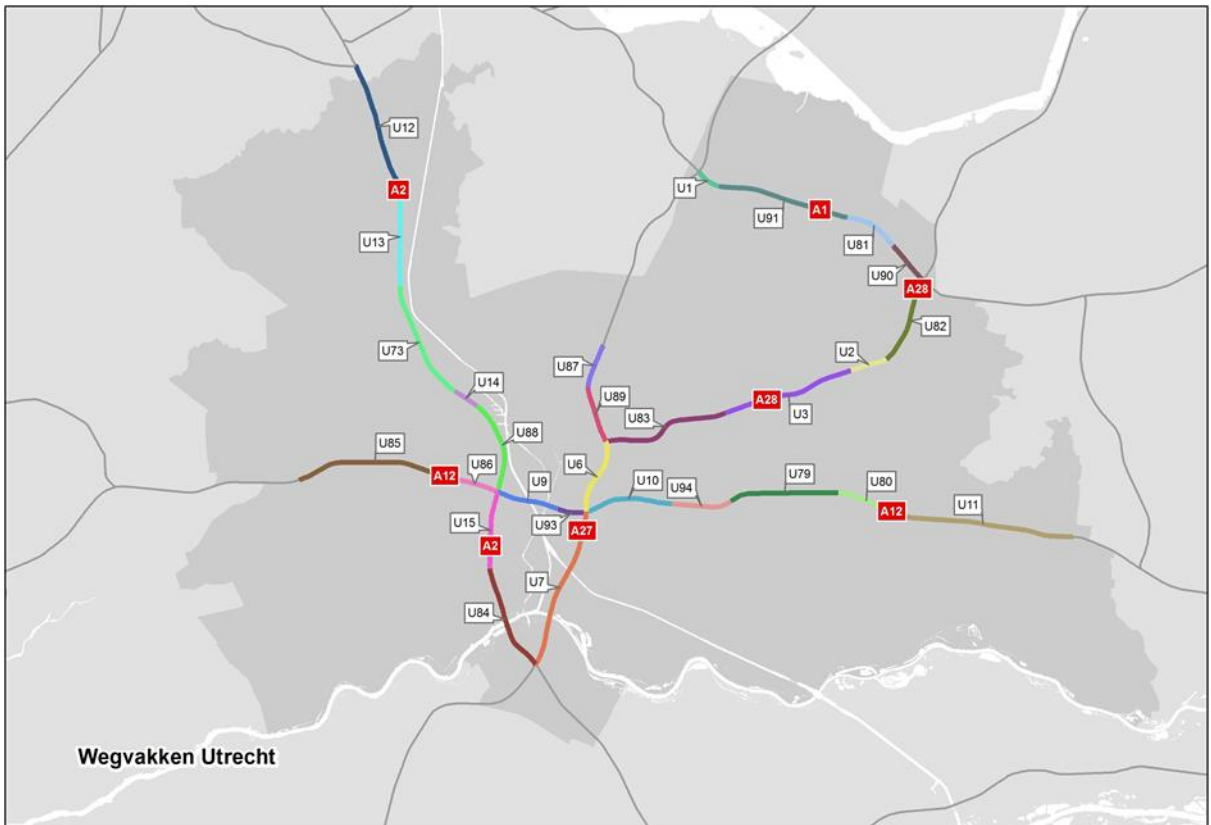 U12
A2
U1
A1
U91
U13
U81
U90
A28
U82
U73
U2
U87
U14
U89
A28
U3
U83
U88
U85
A12
U86
U6
U9
U10
U94
U79
U80
A12
U11
U15
U93
A27
A2
U7
U84
Wegvakken Utrecht